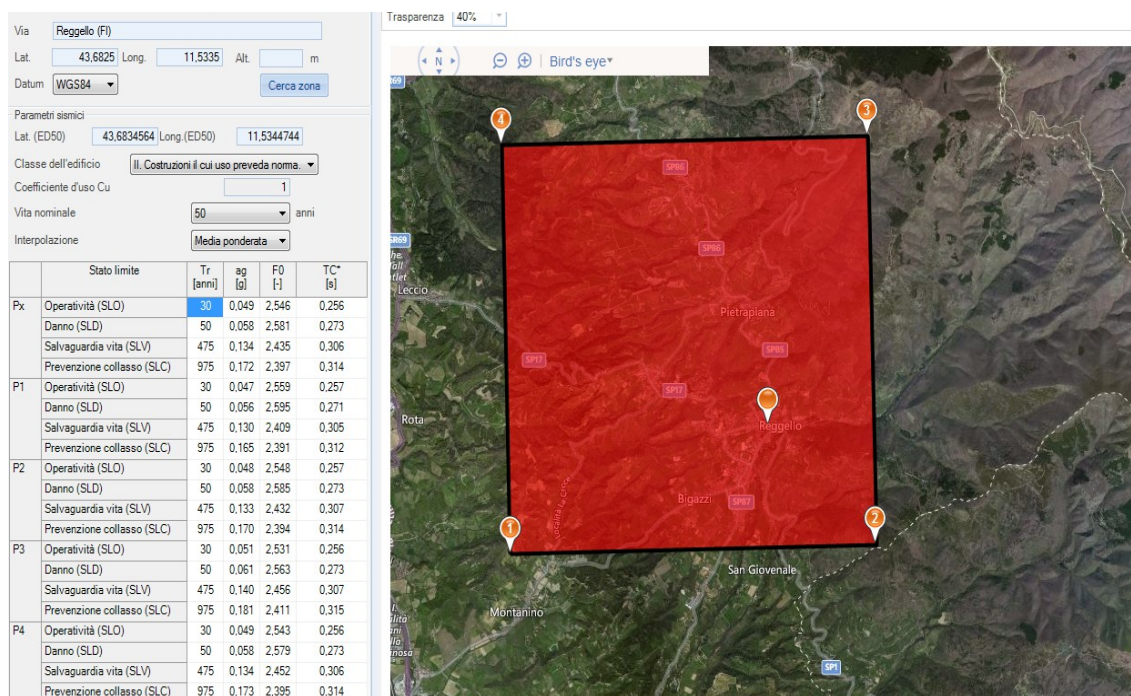 Trasparenza 40%
Via Reggello (FI)
Lat. 43,6825 Long. 11,5335 Alt. m
Datum WGS84 Cerca zona
Parametri sismici
Lat. (ED50) 43,6834564 Long.(ED50) 11,5344744
Classe dell'edificio II. Costruzioni il cui uso preveda norma.
Coefficiente d'uso Cu 1
Vita nominale 50 anni
Interpolazione Media ponderata
Stato limite Tr [anni] ag [g] F0 [-] TC* [s]
Px Operatività (SLO) 30 0,049 2,546 0,256
Danno (SLD) 50 0,058 2,581 0,273
Salvaguardia vita (SLV) 475 0,134 2,435 0,306
Prevenzione collasso (SLC) 975 0,172 2,397 0,314
P1 Operatività (SLO) 30 0,047 2,559 0,257
Danno (SLD) 50 0,056 2,595 0,271
Salvaguardia vita (SLV) 475 0,130 2,409 0,305
Prevenzione collasso (SLC) 975 0,165 2,391 0,312
P2 Operatività (SLO) 30 0,048 2,548 0,257
Danno (SLD) 50 0,058 2,585 0,273
Salvaguardia vita (SLV) 475 0,133 2,432 0,307
Prevenzione collasso (SLC) 975 0,170 2,394 0,314
P3 Operatività (SLO) 30 0,051 2,531 0,256
Danno (SLD) 50 0,061 2,563 0,273
Salvaguardia vita (SLV) 475 0,140 2,456 0,307
Prevenzione collasso (SLC) 975 0,181 2,411 0,315
P4 Operatività (SLO) 30 0,049 2,543 0,256
Danno (SLD) 50 0,058 2,579 0,273
Salvaguardia vita (SLV) 475 0,134 2,452 0,306
Prevenzione collasso (SLC) 975 0,173 2,395 0,314
N Bird's eye
4
3
SP86
SR69
SP86
Leccio
Pietrapiana
SP85
SP17
SP17
Rota
Reggello
Bigazzi
SP87
1
2
San Giovenale
Montanino
SP1